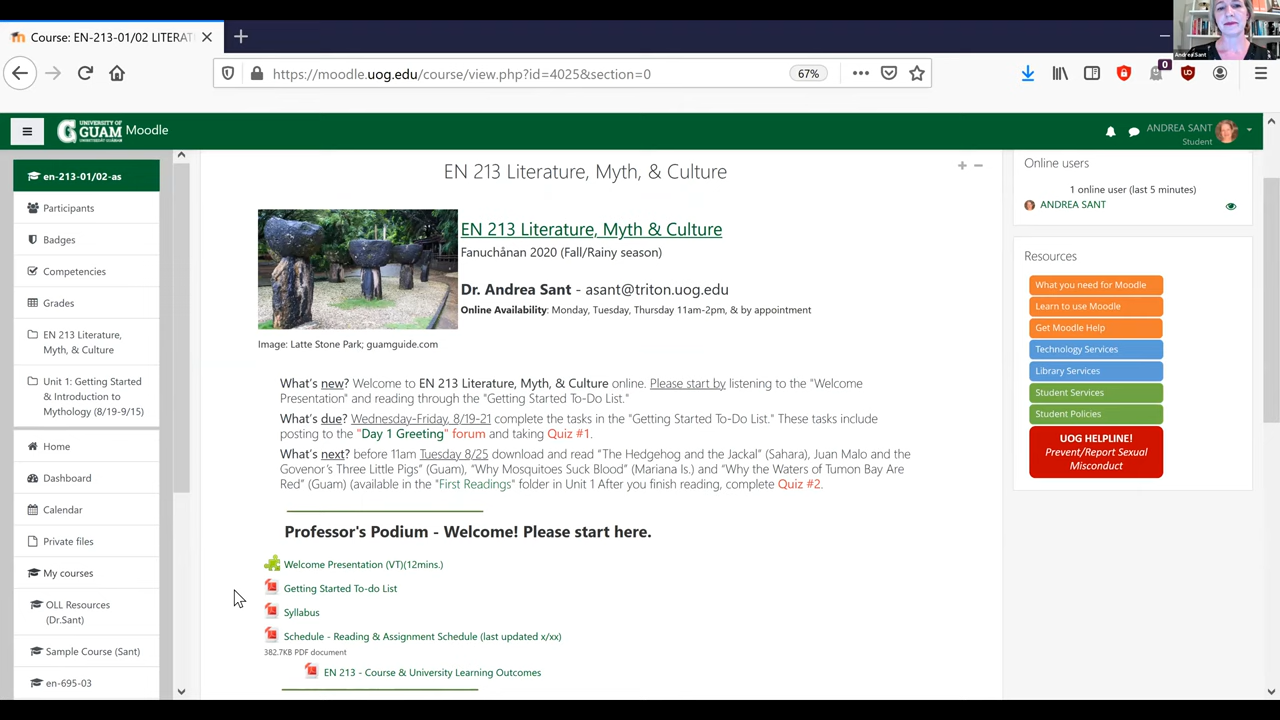 Course: EN-213-01/02 LITERAT
https://moodle.uog.edu/course/view.php?id=4025&section=0
67%
0
Andrea Sant
UNIVERSITY OF
GUAM
Moodle
ANDREA SANT
Student
en-213-01/02-as
Participants
Badges
Competencies
Grades
EN 213 Literature,
Myth, & Culture
Unit 1: Getting Started
& Introduction to
Mythology (8/19-9/15)
Home
Dashboard
Calendar
Private files
My courses
OLL Resources
(Dr.Sant)
Sample Course (Sant)
en-695-03
EN 213 Literature, Myth, & Culture
EN 213 Literature, Myth & Culture
Fanuchånan 2020 (Fall/Rainy season)
Dr. Andrea Sant - asant@triton.uog.edu
Online Availability: Monday, Tuesday, Thursday 11am-2pm, & by appointment
Image: Latte Stone Park; guamguide.com
What's new? Welcome to EN 213 Literature, Myth, & Culture online. Please start by listening to the "Welcome
Presentation" and reading through the "Getting Started To-Do List."
What's due? Wednesday-Friday, 8/19-21 complete the tasks in the "Getting Started To-Do List." These tasks include
posting to the "Day 1 Greeting" forum and taking Quiz #1.
What's next? before 11am Tuesday 8/25 download and read "The Hedgehog and the Jackal" (Sahara), Juan Malo and the
Govenor's Three Little Pigs" (Guam), "Why Mosquitoes Suck Blood" (Mariana Is.) and "Why the Waters of Tumon Bay Are
Red" (Guam) (available in the "First Readings" folder in Unit 1 After you finish reading, complete Quiz #2.
Professor's Podium - Welcome! Please start here.
Welcome Presentation (VT)(12mins.)
Getting Started To-do List
Syllabus
Schedule - Reading & Assignment Schedule (last updated x/xx)
382.7KB PDF document
EN 213 - Course & University Learning Outcomes
Online users
1 online user (last 5 minutes)
ANDREA SANT
Resources
What you need for Moodle
Learn to use Moodle
Get Moodle Help
Technology Services
Library Services
Student Services
Student Policies
UOG HELPLINE!
Prevent/Report Sexual
Misconduct